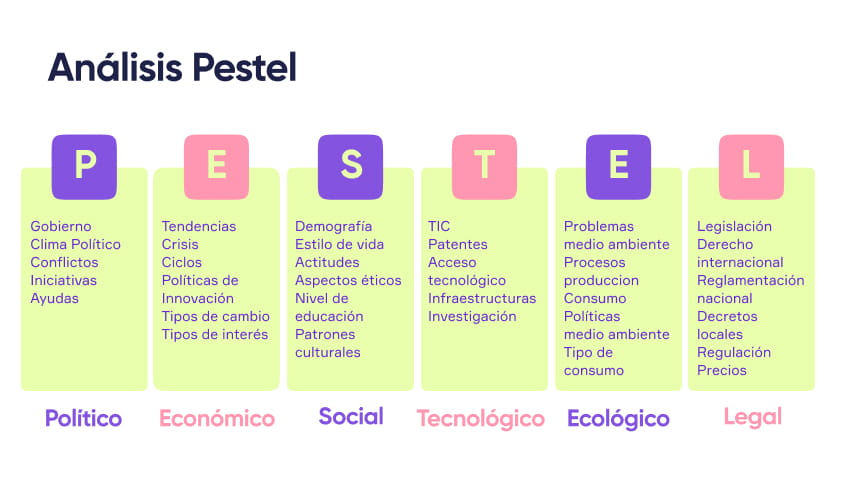 Análisis Pestel
P
Gobierno
Clima Político
Conflictos
Iniciativas
Ayudas
Político
E
Tendencias
Crisis
Ciclos
Políticas de
Innovación
Tipos de cambio
Tipos de interés
Económico
S
Demografía
Estilo de vida
Actitudes
Aspectos éticos
Nivel de
educación
Patrones
culturales
Social
T
TIC
Patentes
Acceso
tecnológico
Infraestructuras
Investigación
Tecnológico
E
Problemas
medio ambiente
Procesos
produccion
Consumo
Políticas
medio ambiente
Tipo de
consumo
Ecológico
L
Legislación
Derecho
internacional
Reglamentación
nacional
Decretos
locales
Regulación
Precios
Legal